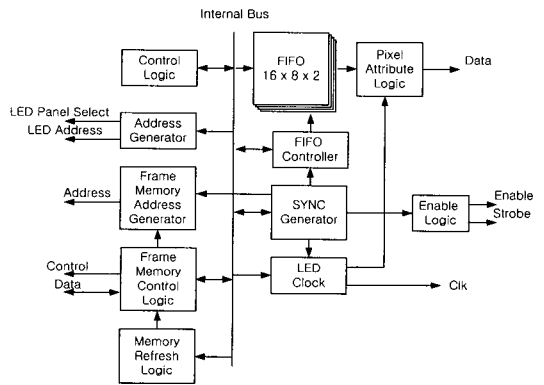 Internal Bus
Control
Logic
FIFO
16 x 8 x 2
Pixel
Attribute
Logic
Data
LED Panel Select
LED Address
Address
Generator
FIFO
Controller
Address
Frame
Memory
Address
Generator
SYNC
Generator
Enable
Logic
Enable
Strobe
Control
Data
Frame
Memory
Control
Logic
LED
Clock
Clk
Memory
Refresh
Logic